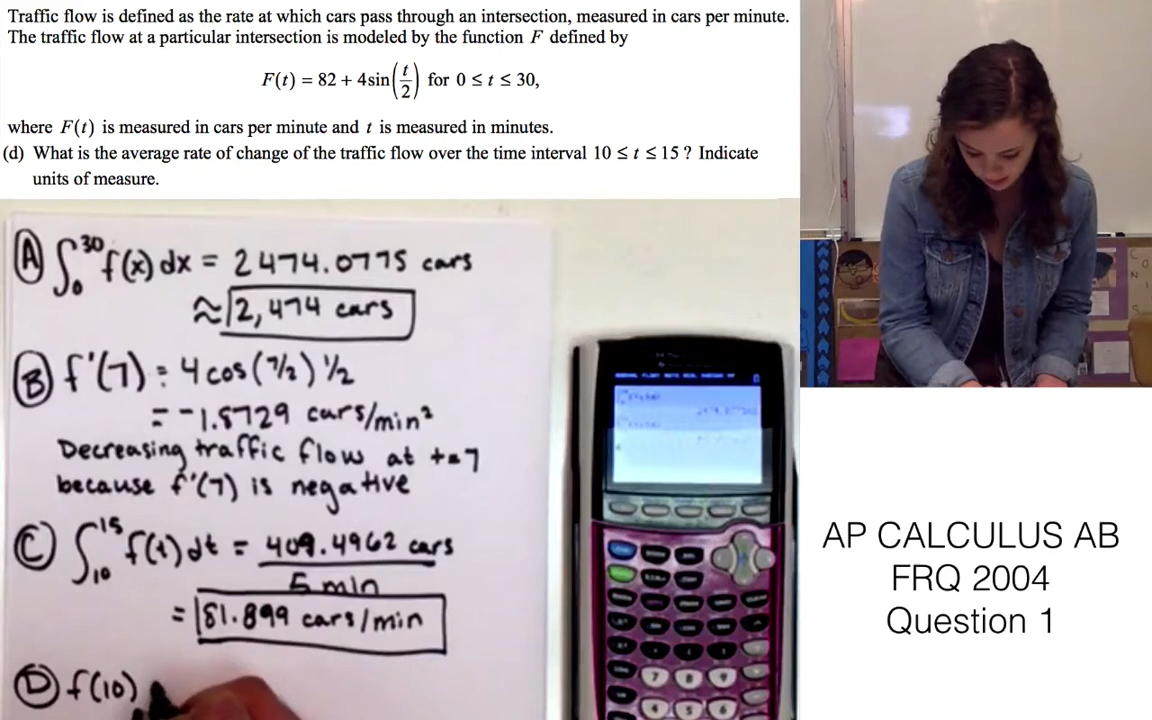 Traffic flow is defined as the rate at which cars pass through an intersection, measured in cars per minute.
The traffic flow at a particular intersection is modeled by the function F defined by
F(t) = 82 + 4sin(t/2) for 0 ≤ t ≤ 30,
where F(t) is measured in cars per minute and t is measured in minutes.
(d) What is the average rate of change of the traffic flow over the time interval 10 ≤ t ≤ 15 ? Indicate
units of measure.
Ⓐ ∫₀³⁰ f(x) dx = 2474.0775 cars
≈ 2,474 cars
Ⓑ f'(7) = 4 cos(7/2) 1/2
= -1.8729 cars/min²
Decreasing traffic flow at t=7
because f'(7) is negative
Ⓒ ∫₁₀¹⁵ f(t) dt = 409.4962 cars
5 min
= 81.899 cars/min
Ⓓ f(10)
AP CALCULUS AB
FRQ 2004
Question 1